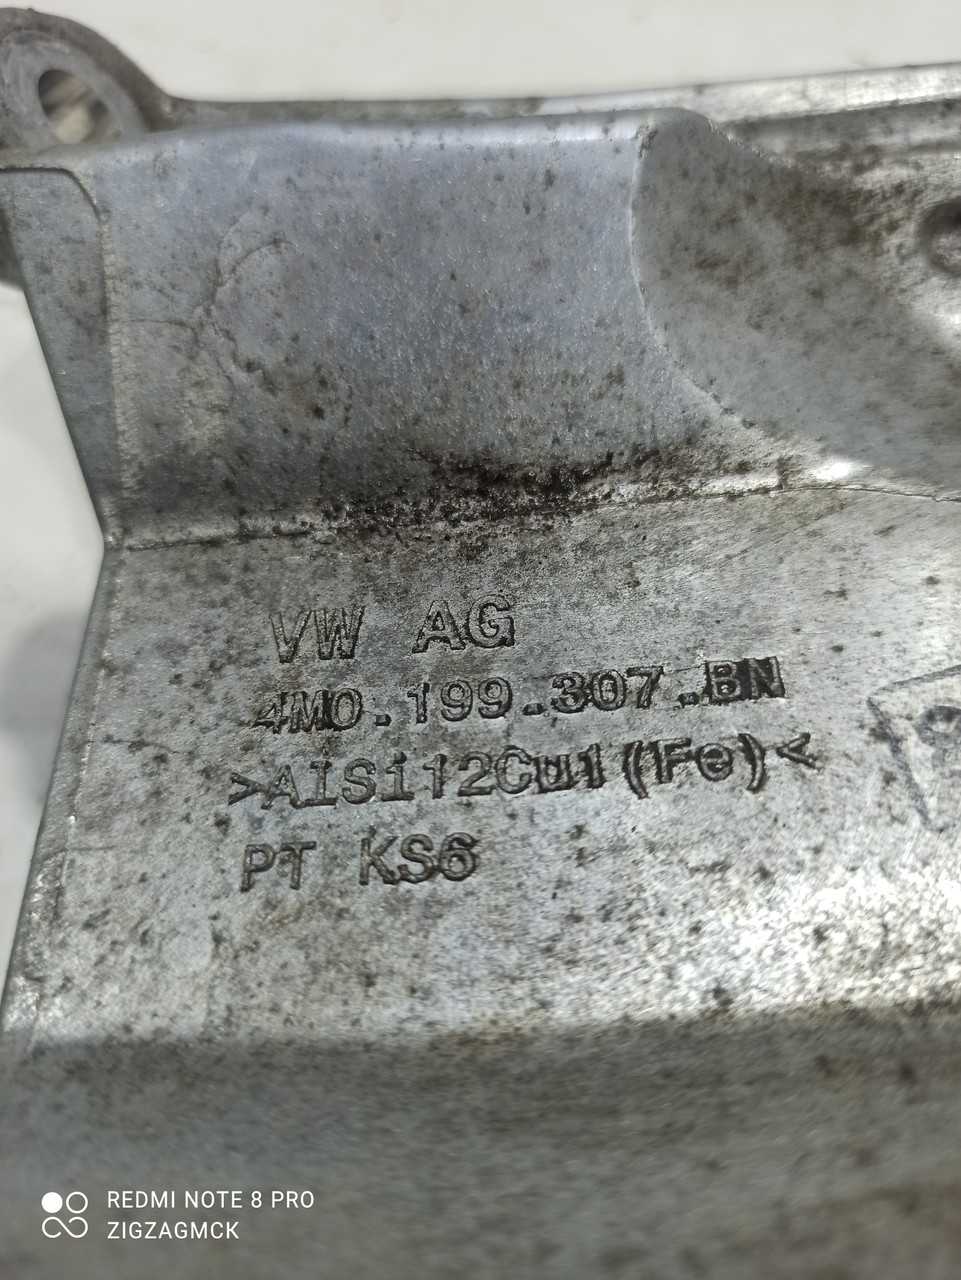 VW AG
4M0.199.307.BN
>AlSi12Cu1(Fe)<
PT KS6
REDMI NOTE 8 PRO
ZIGZAGMCK